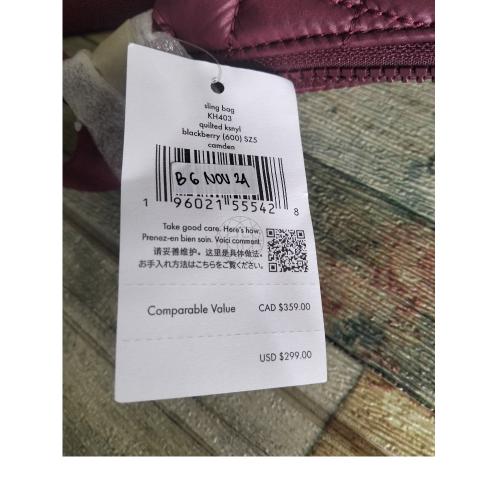 sling bag
KH403
quilted ksnyl
blackberry (600) SZ5
camden
B6 NOV 21
1 96021 55542 8
Take good care. Here's how.
Prenez-en bien soin. Voici comment.
请妥善维护。这里是具体做法。
お手入れ方法はこちらをご覧ください。
Comparable Value CAD $359.00
USD $299.00